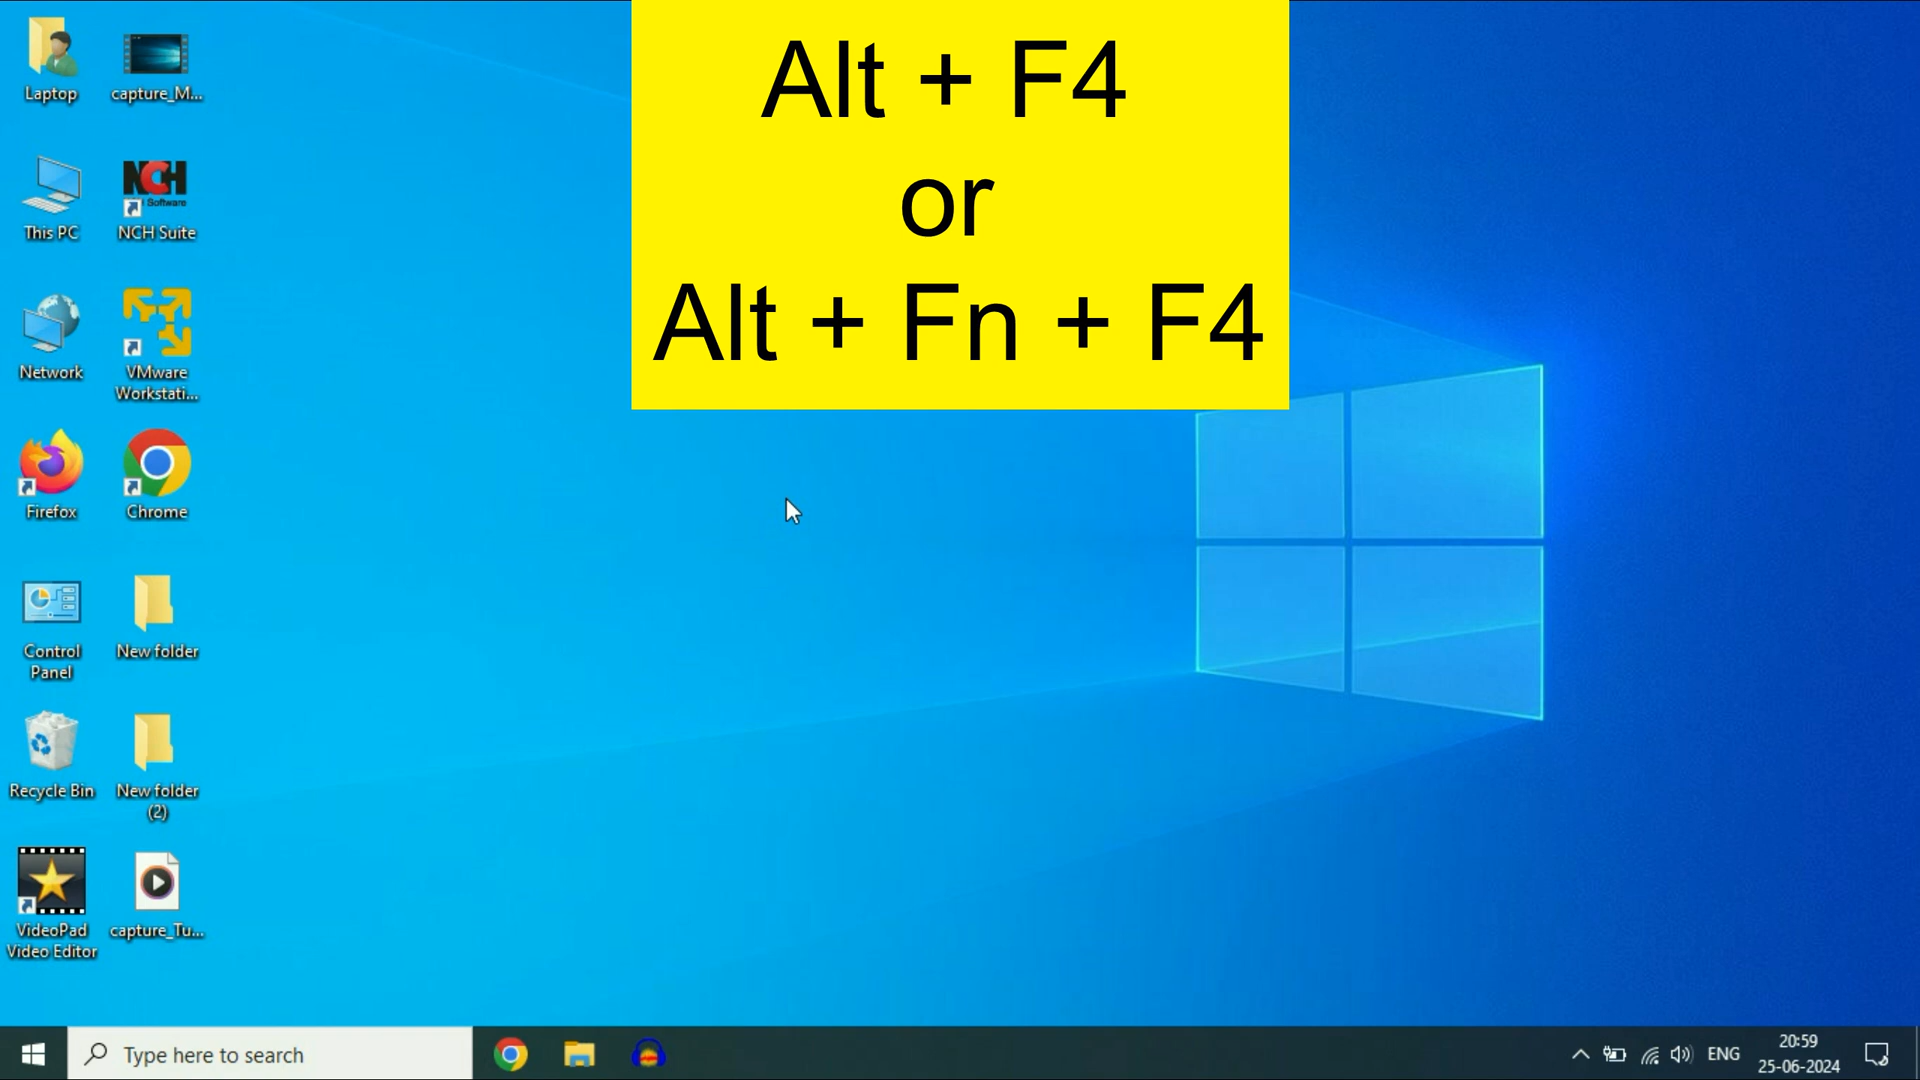 Alt + F4
or
Alt + Fn + F4
Laptop
capture_M...
This PC
NCH
Software
NCH Suite
Network
VMware
Workstati...
Firefox
Chrome
Control
Panel
New folder
Recycle Bin
New folder
(2)
VideoPad
Video Editor
capture_Tu...
Type here to search
ENG
20:59
25-06-2024